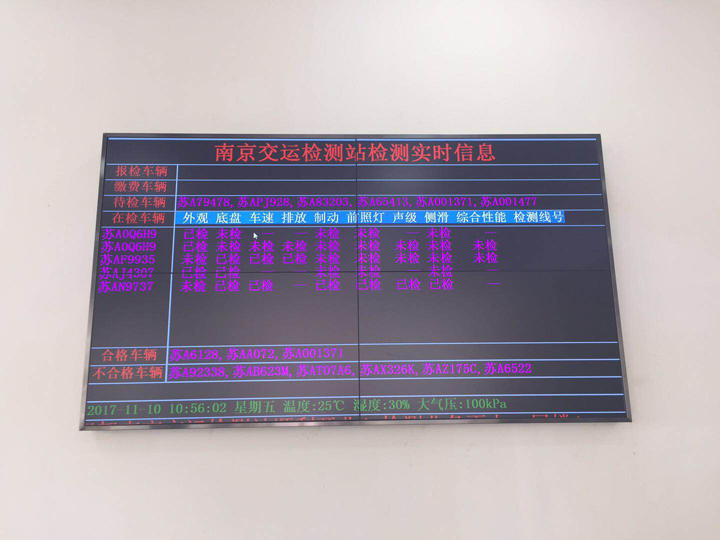 南京交运检测站检测实时信息
报检车辆
缴费车辆
待检车辆 苏A79478,苏APJ928,苏A83203,苏A65413,苏A001371,苏A001477
在检车辆 外观 底盘 车速 排放 制动 前照灯 声级 侧滑 综合性能 检测线号
苏A0Q6H9 已检 未检 — — 未检 未检 — 未检 —
苏A0Q6H9 已检 未检 未检 未检 未检 未检 未检 未检 未检
苏AF9935 未检 已检 已检 已检 未检 未检 未检 未检 未检
苏AJ4307 已检 已检 — — 未检 未检 — 未检 —
苏AN9737 未检 已检 已检 — 已检 已检 已检 已检 —
合格车辆 苏A6128,苏AA072,苏A001371
不合格车辆 苏A92338,苏AB623M,苏AT07A6,苏AX326K,苏AZ175C,苏A6522
2017-11-10 10:56:02 星期五 温度:25℃ 湿度:30% 大气压:100kPa